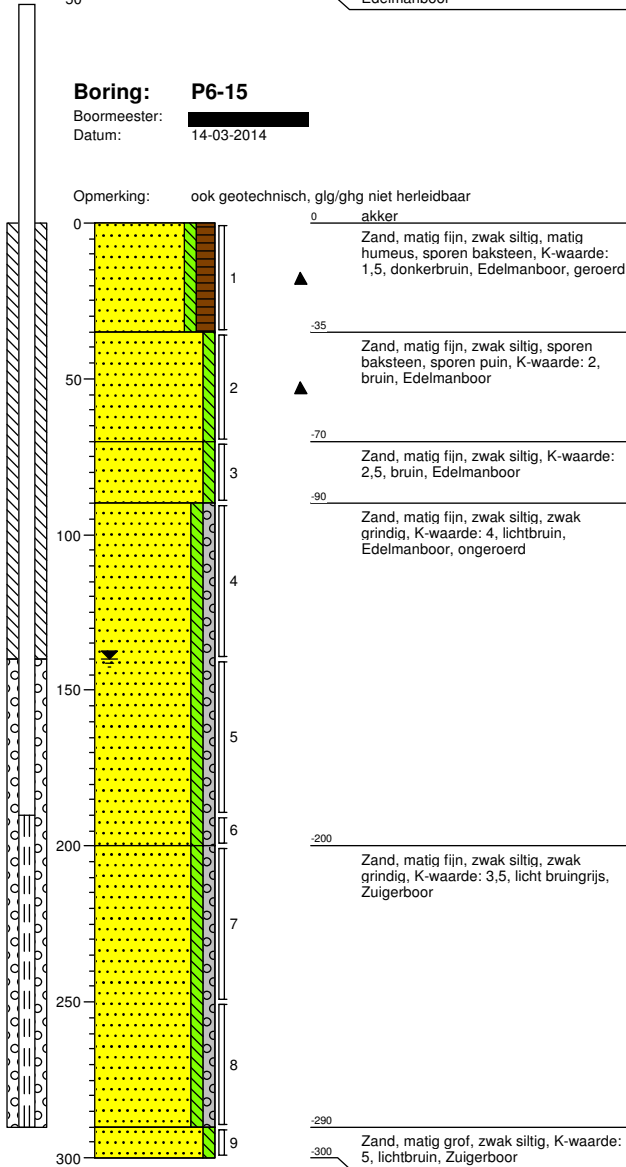 50
Edelmanboor
Boring: P6-15
Boormeester:
Datum: 14-03-2014
Opmerking: ook geotechnisch, glg/ghg niet herleidbaar
0
0 akker
Zand, matig fijn, zwak siltig, matig
humeus, sporen baksteen, K-waarde:
1,5, donkerbruin, Edelmanboor, geroerd
1
-35
Zand, matig fijn, zwak siltig, sporen
baksteen, sporen puin, K-waarde: 2,
bruin, Edelmanboor
50
2
-70
Zand, matig fijn, zwak siltig, K-waarde:
2,5, bruin, Edelmanboor
3
-90
Zand, matig fijn, zwak siltig, zwak
grindig, K-waarde: 4, lichtbruin,
Edelmanboor, ongeroerd
100
4
150
5
6
200
-200
Zand, matig fijn, zwak siltig, zwak
grindig, K-waarde: 3,5, licht bruingrijs,
Zuigerboor
7
250
8
-290
Zand, matig grof, zwak siltig, K-waarde:
5, lichtbruin, Zuigerboor
9
300
-300